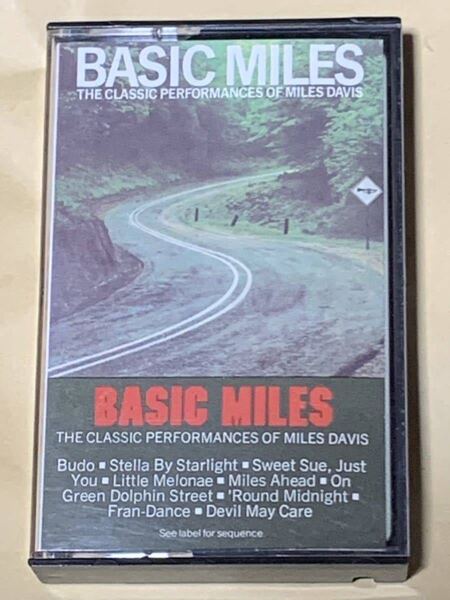 BASIC MILES
THE CLASSIC PERFORMANCES OF MILES DAVIS
BASIC MILES
THE CLASSIC PERFORMANCES OF MILES DAVIS
Budo ▪ Stella By Starlight ▪ Sweet Sue, Just
You ▪ Little Melonae ▪ Miles Ahead ▪ On
Green Dolphin Street ▪ 'Round Midnight ▪
Fran-Dance ▪ Devil May Care
See label for sequence